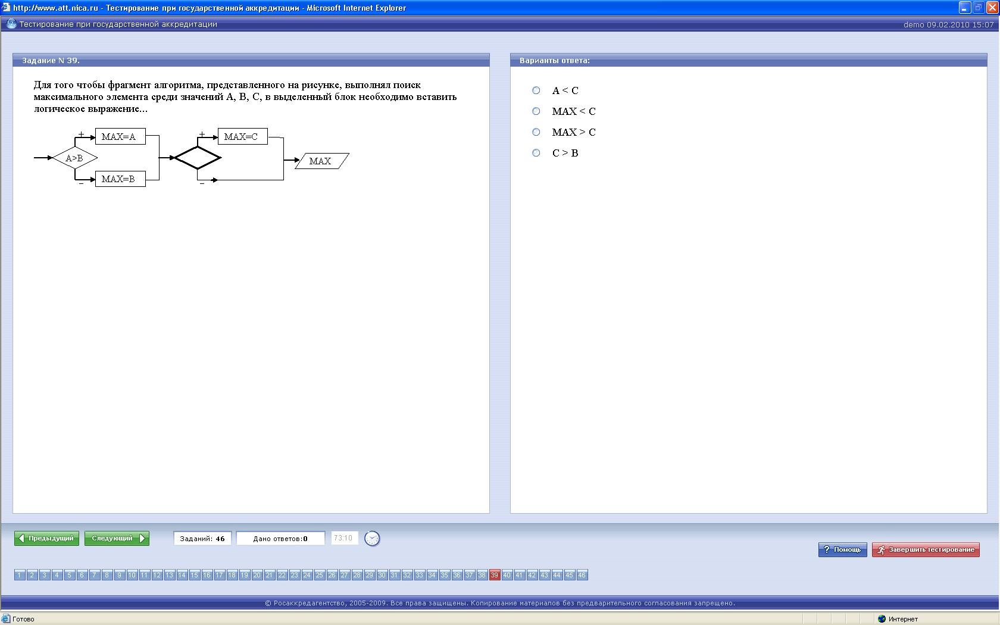 http://www.att.nica.ru - Тестирование при государственной аккредитации - Microsoft Internet Explorer
Тестирование при государственной аккредитации
demo 09.02.2010 15:07
Задание N 39.
Для того чтобы фрагмент алгоритма, представленного на рисунке, выполнял поиск
максимального элемента среди значений A, B, C, в выделенный блок необходимо вставить
логическое выражение...
+
MAX=A
A>B
MAX=B
–
+
MAX=C
–
MAX
Варианты ответа:
A < C
MAX < C
MAX > C
C > B
Предыдущий
Следующий
Заданий: 46
Дано ответов:0
73:10
? Помощь
Завершить тестирование
1 2 3 4 5 6 7 8 9 10 11 12 13 14 15 16 17 18 19 20 21 22 23 24 25 26 27 28 29 30 31 32 33 34 35 36 37 38 39 40 41 42 43 44 45 46
© Росаккредагентство, 2005-2009. Все права защищены. Копирование материалов без предварительного согласования запрещено.
Готово
Интернет